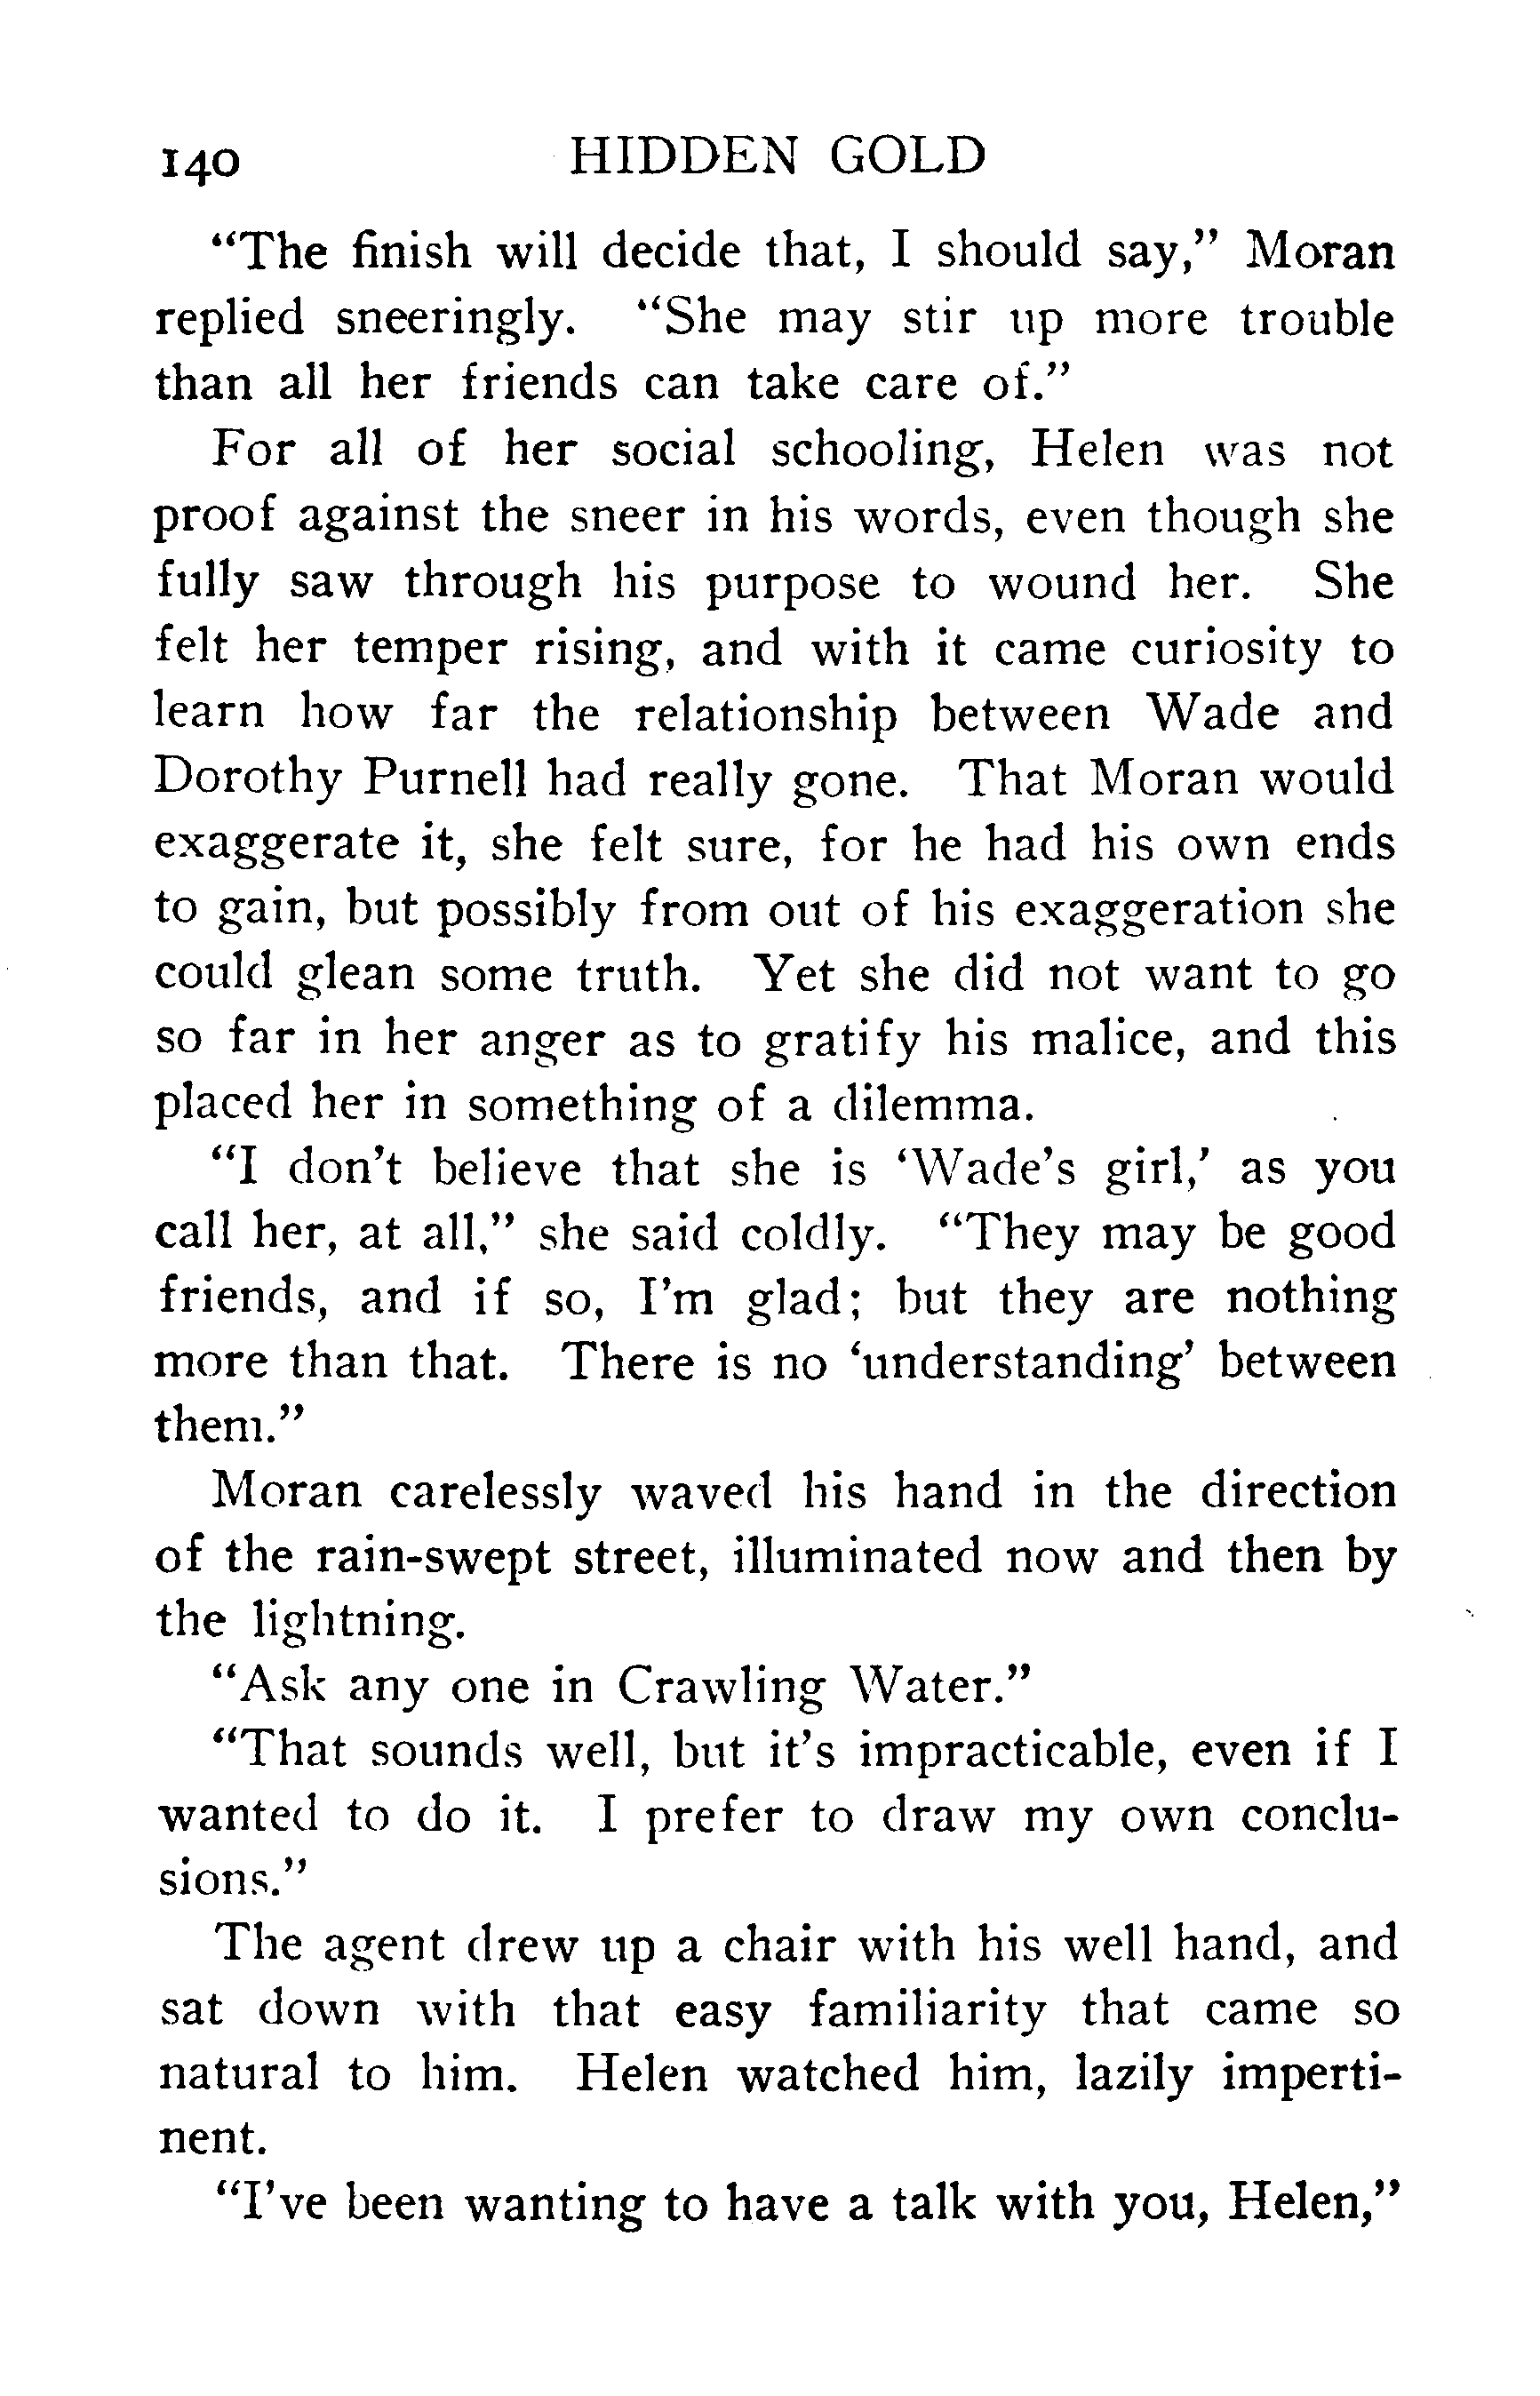 140 HIDDEN GOLD
“The finish will decide that, I should say,” Moran
replied sneeringly. “She may stir up more trouble
than all her friends can take care of.”
For all of her social schooling, Helen was not
proof against the sneer in his words, even though she
fully saw through his purpose to wound her. She
felt her temper rising, and with it came curiosity to
learn how far the relationship between Wade and
Dorothy Purnell had really gone. That Moran would
exaggerate it, she felt sure, for he had his own ends
to gain, but possibly from out of his exaggeration she
could glean some truth. Yet she did not want to go
so far in her anger as to gratify his malice, and this
placed her in something of a dilemma.
“I don’t believe that she is ‘Wade’s girl,’ as you
call her, at all,” she said coldly. “They may be good
friends, and if so, I’m glad; but they are nothing
more than that. There is no ‘understanding’ between
them.”
Moran carelessly waved his hand in the direction
of the rain-swept street, illuminated now and then by
the lightning.
“Ask any one in Crawling Water.”
“That sounds well, but it’s impracticable, even if I
wanted to do it. I prefer to draw my own conclu-
sions.”
The agent drew up a chair with his well hand, and
sat down with that easy familiarity that came so
natural to him. Helen watched him, lazily imperti-
nent.
“I’ve been wanting to have a talk with you, Helen,”